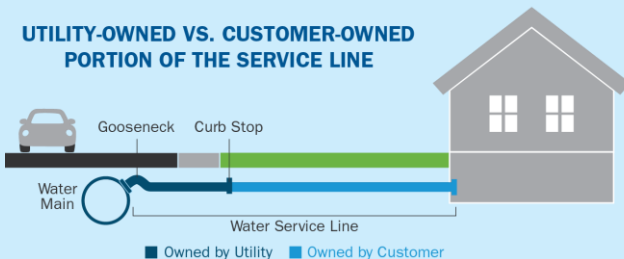 UTILITY-OWNED VS. CUSTOMER-OWNED
PORTION OF THE SERVICE LINE
Gooseneck
Curb Stop
Water
Main
Water Service Line
Owned by Utility
Owned by Customer